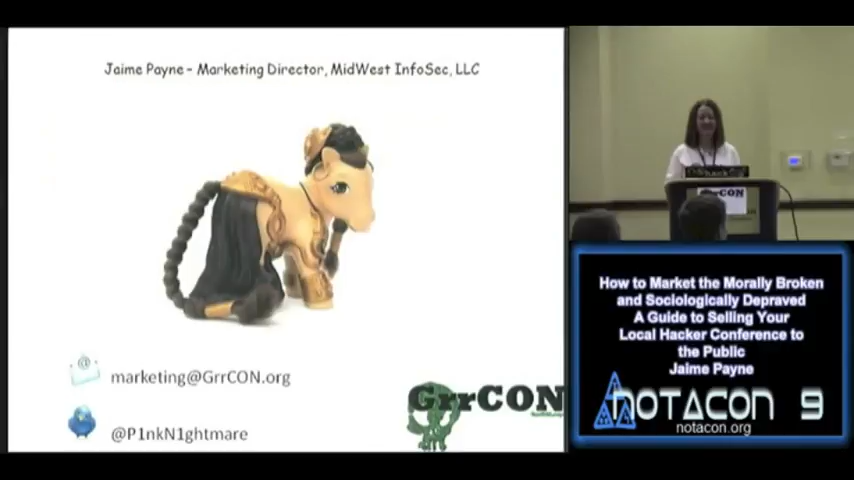 Jaime Payne – Marketing Director, MidWest InfoSec, LLC
marketing@GrrCON.org
@P1nkN1ghtmare
GrrCON
GrrCON
How to Market the Morally Broken
and Sociologically Depraved
A Guide to Selling Your
Local Hacker Conference to
the Public
Jaime Payne
NOTACON 9
notacon.org